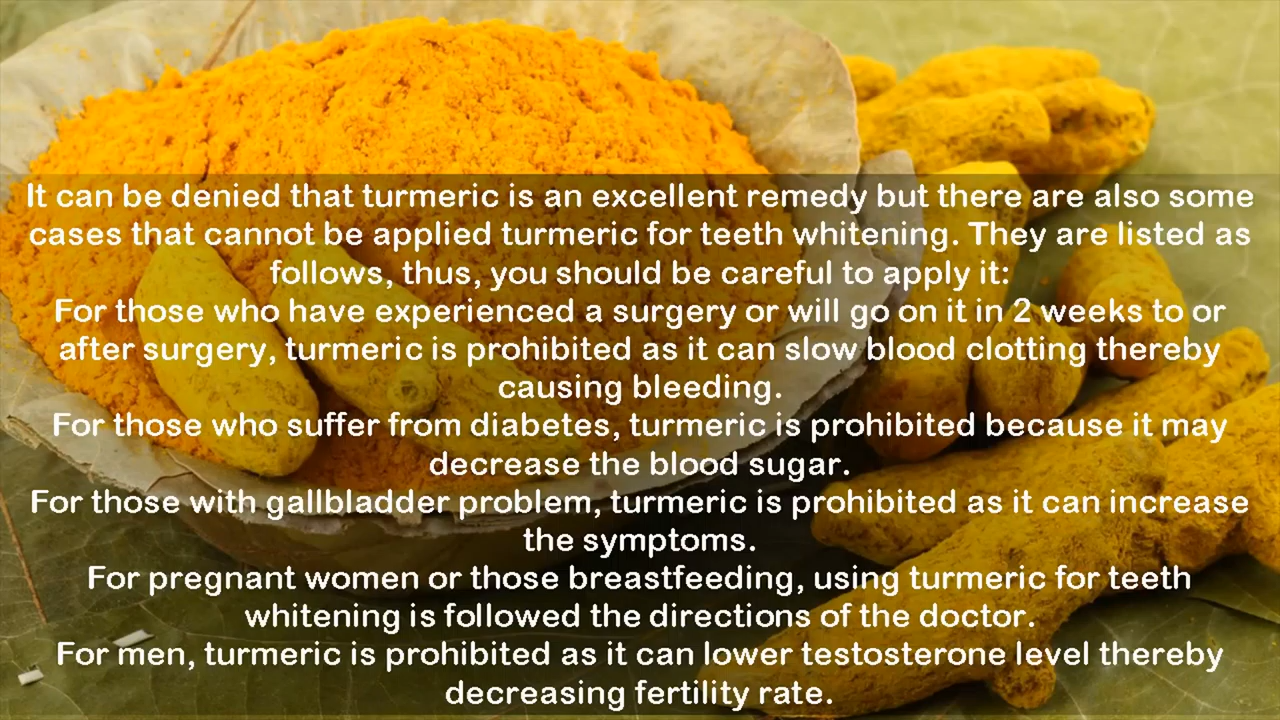 It can be denied that turmeric is an excellent remedy but there are also some
cases that cannot be applied turmeric for teeth whitening. They are listed as
follows, thus, you should be careful to apply it:
For those who have experienced a surgery or will go on it in 2 weeks to or
after surgery, turmeric is prohibited as it can slow blood clotting thereby
causing bleeding.
For those who suffer from diabetes, turmeric is prohibited because it may
decrease the blood sugar.
For those with gallbladder problem, turmeric is prohibited as it can increase
the symptoms.
For pregnant women or those breastfeeding, using turmeric for teeth
whitening is followed the directions of the doctor.
For men, turmeric is prohibited as it can lower testosterone level thereby
decreasing fertility rate.